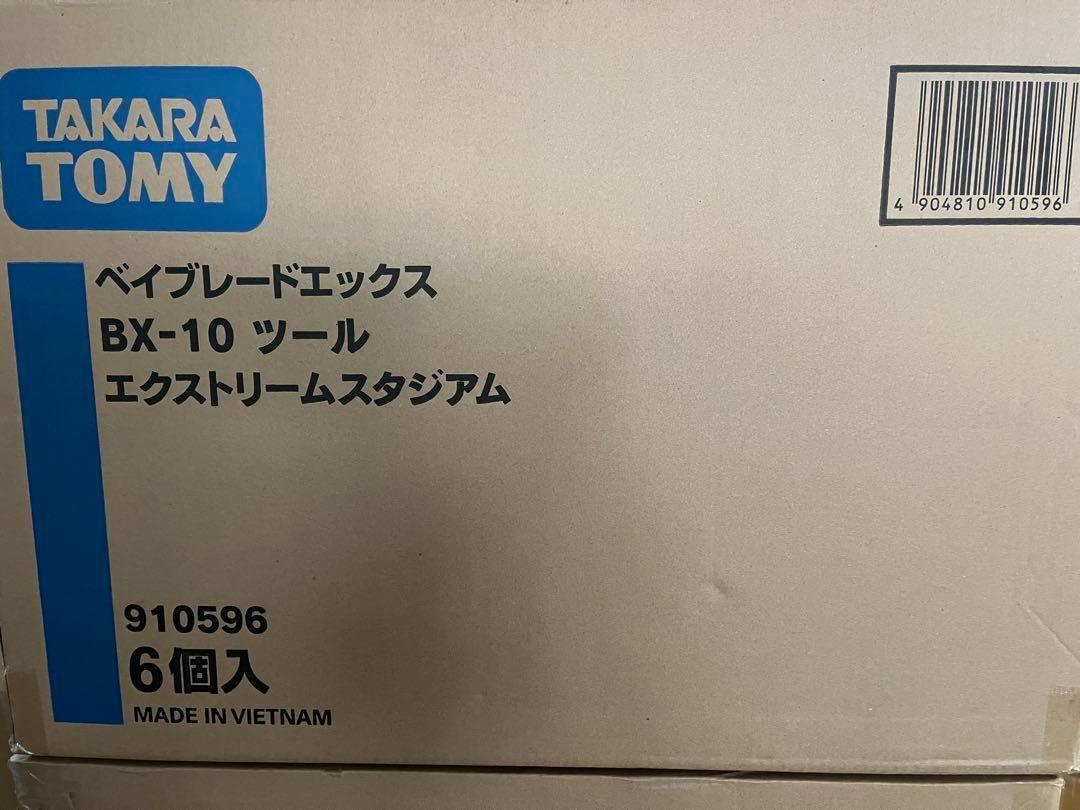 TAKARA
TOMY
4 904810 910596
ベイブレードエックス
BX-10 ツール
エクストリームスタジアム
910596
6個入
MADE IN VIETNAM